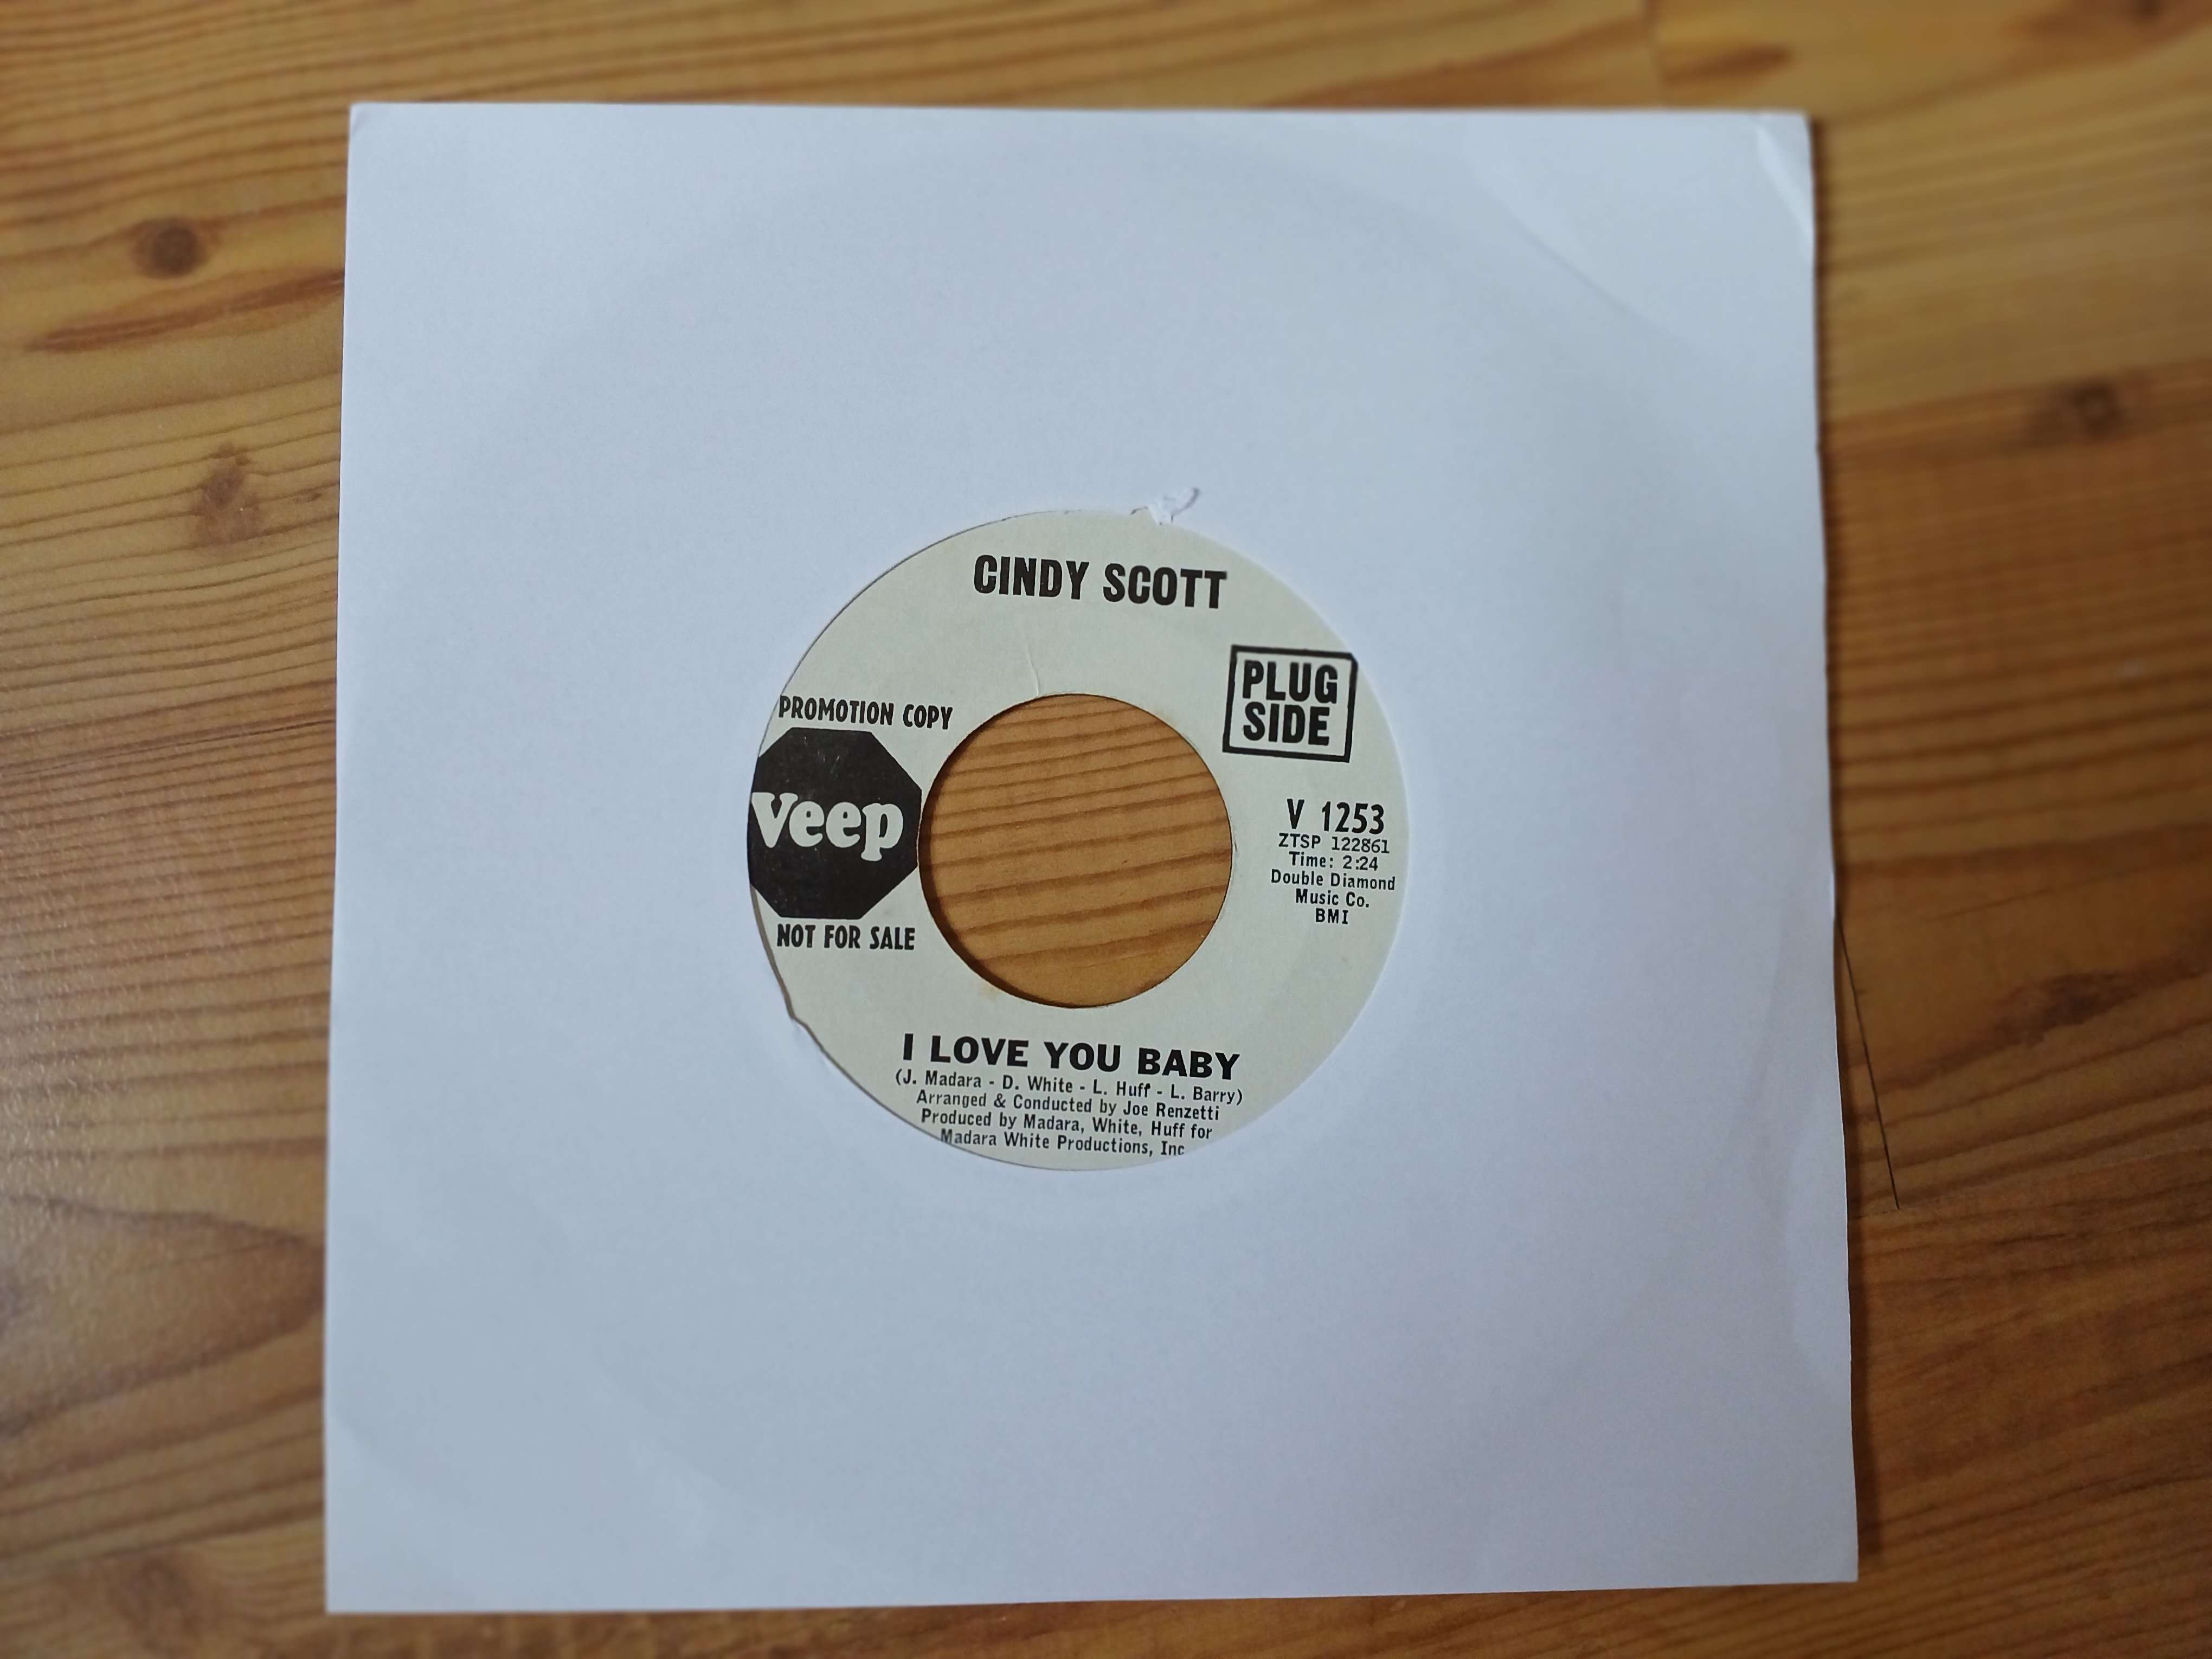 CINDY SCOTT
PLUG
SIDE
PROMOTION COPY
Veep
NOT FOR SALE
V 1253
ZTSP 122861
Time: 2:24
Double Diamond
Music Co.
BMI
I LOVE YOU BABY
(J. Madara - D. White - L. Huff - L. Barry)
Arranged & Conducted by Joe Renzetti
Produced by Madara, White, Huff for
Madara White Productions, Inc